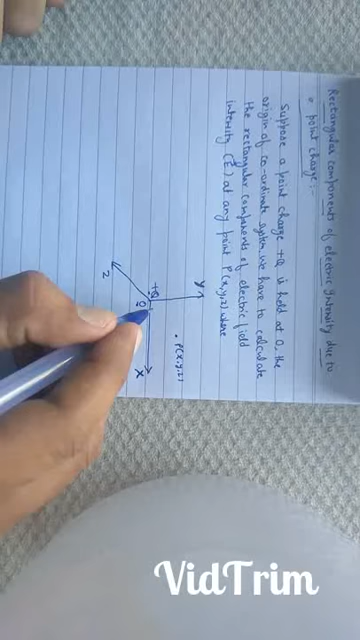 Rectangular components of electric intensity due to
a point charge:-
Suppose a point charge +Q is held at O, the
origin of co-ordinate system. we have to calculate
the rectangular components of electric field
intensity (E⃗) at any point P(x,y,z) where
Y
P(x,y,z)
+Q
O
X
Z
VidTrim